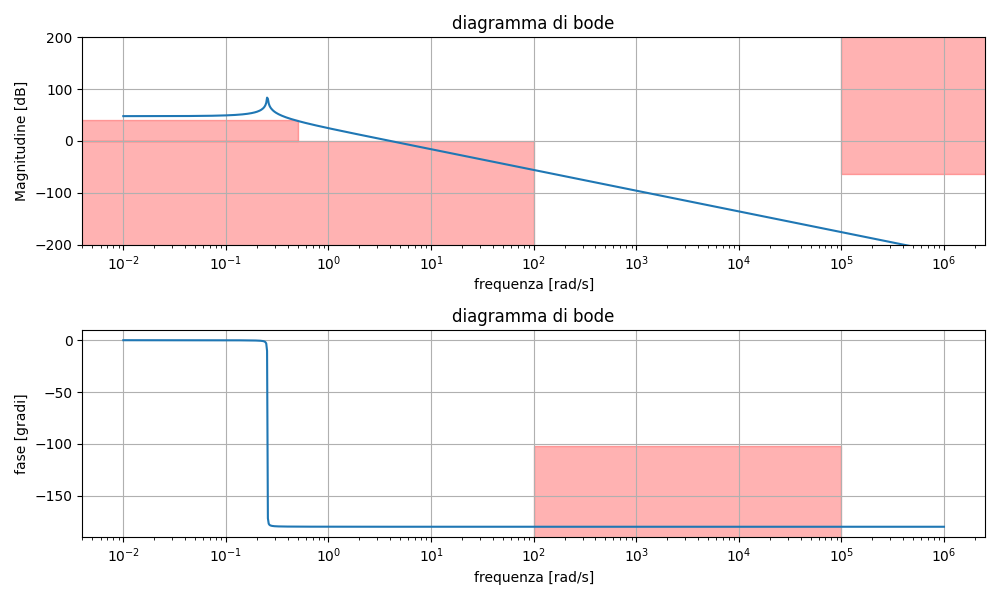 diagramma di bode
Magnitudine [dB]
200
100
0
−100
−200
10⁻² 10⁻¹ 10⁰ 10¹ 10² 10³ 10⁴ 10⁵ 10⁶
frequenza [rad/s]
diagramma di bode
fase [gradi]
0
−50
−100
−150
10⁻² 10⁻¹ 10⁰ 10¹ 10² 10³ 10⁴ 10⁵ 10⁶
frequenza [rad/s]